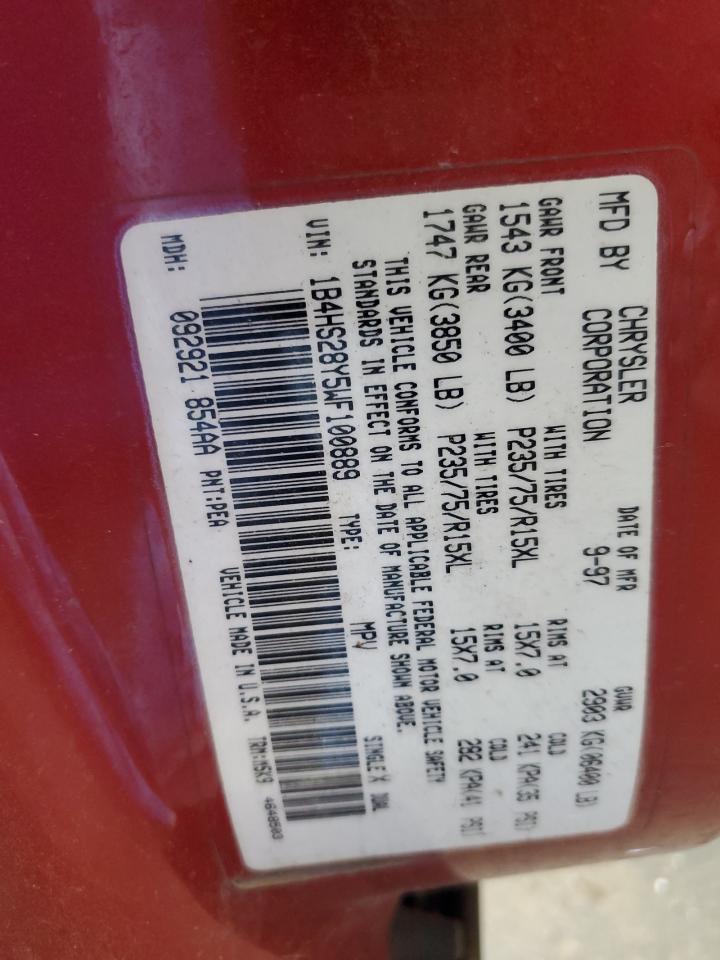 MFD BY CHRYSLER CORPORATION DATE OF MFR 9-97 GVWR 2903 KG(06400 LB)
GAWR FRONT WITH TIRES RIMS AT COLD
1543 KG(3400 LB) P235/75/R15XL 15X7.0 241 KPA(35 PSI)
GAWR REAR WITH TIRES RIMS AT COLD
1747 KG(3850 LB) P235/75/R15XL 15X7.0 282 KPA(41 PSI)
THIS VEHICLE CONFORMS TO ALL APPLICABLE FEDERAL MOTOR VEHICLE SAFETY
STANDARDS IN EFFECT ON THE DATE OF MANUFACTURE SHOWN ABOVE.
VIN: 1B4HS28Y5WF100889 TYPE: MPV SINGLE X DUAL
MDH: 092921 854AA PNT:PEA VEHICLE MADE IN U.S.A. TRM:M5K9